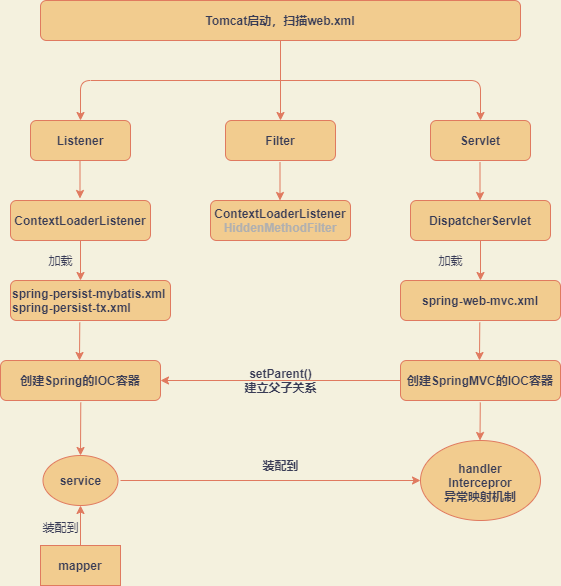 Tomcat启动，扫描web.xml
Listener
Filter
Servlet
ContextLoaderListener
ContextLoaderListener
HiddenMethodFilter
DispatcherServlet
加载
加载
spring-persist-mybatis.xml
spring-persist-tx.xml
spring-web-mvc.xml
创建Spring的IOC容器
setParent()
建立父子关系
创建SpringMVC的IOC容器
service
装配到
handler
Intercepror
异常映射机制
装配到
mapper